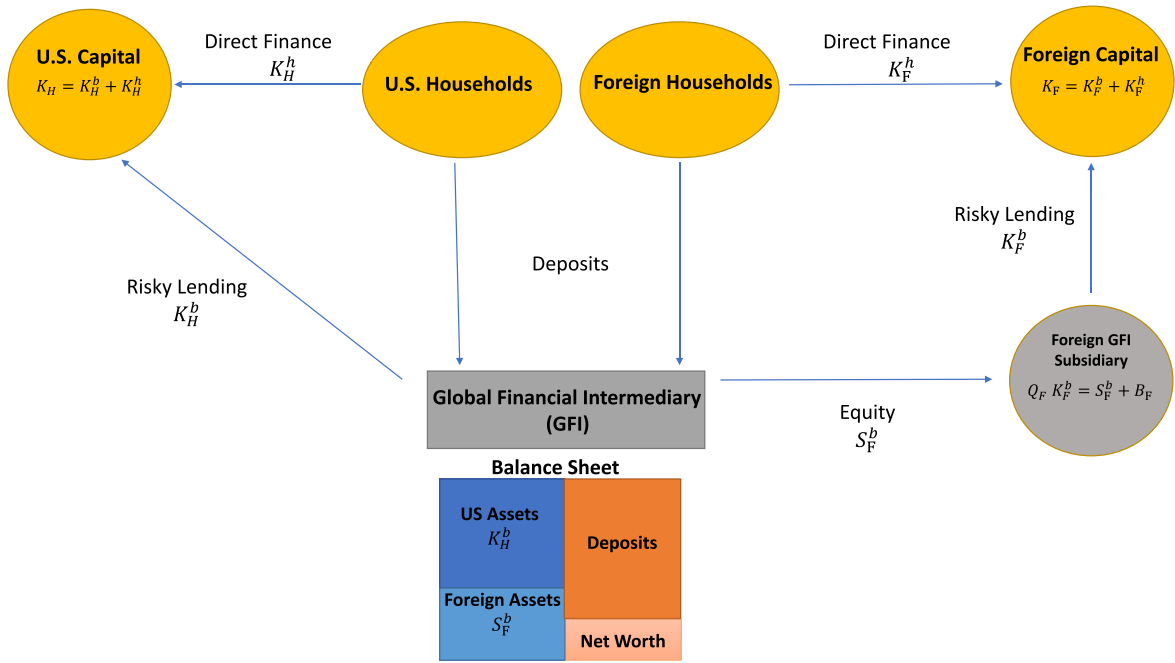 U.S. Capital
K_H = K_H^b + K_H^h
Direct Finance
K_H^h
U.S. Households
Foreign Households
Direct Finance
K_F^h
Foreign Capital
K_F = K_F^b + K_F^h
Risky Lending
K_H^b
Deposits
Risky Lending
K_F^b
Global Financial Intermediary
(GFI)
Equity
S_F^b
Foreign GFI
Subsidiary
Q_F K_F^b = S_F^b + B_F
Balance Sheet
US Assets
K_H^b
Deposits
Foreign Assets
S_F^b
Net Worth